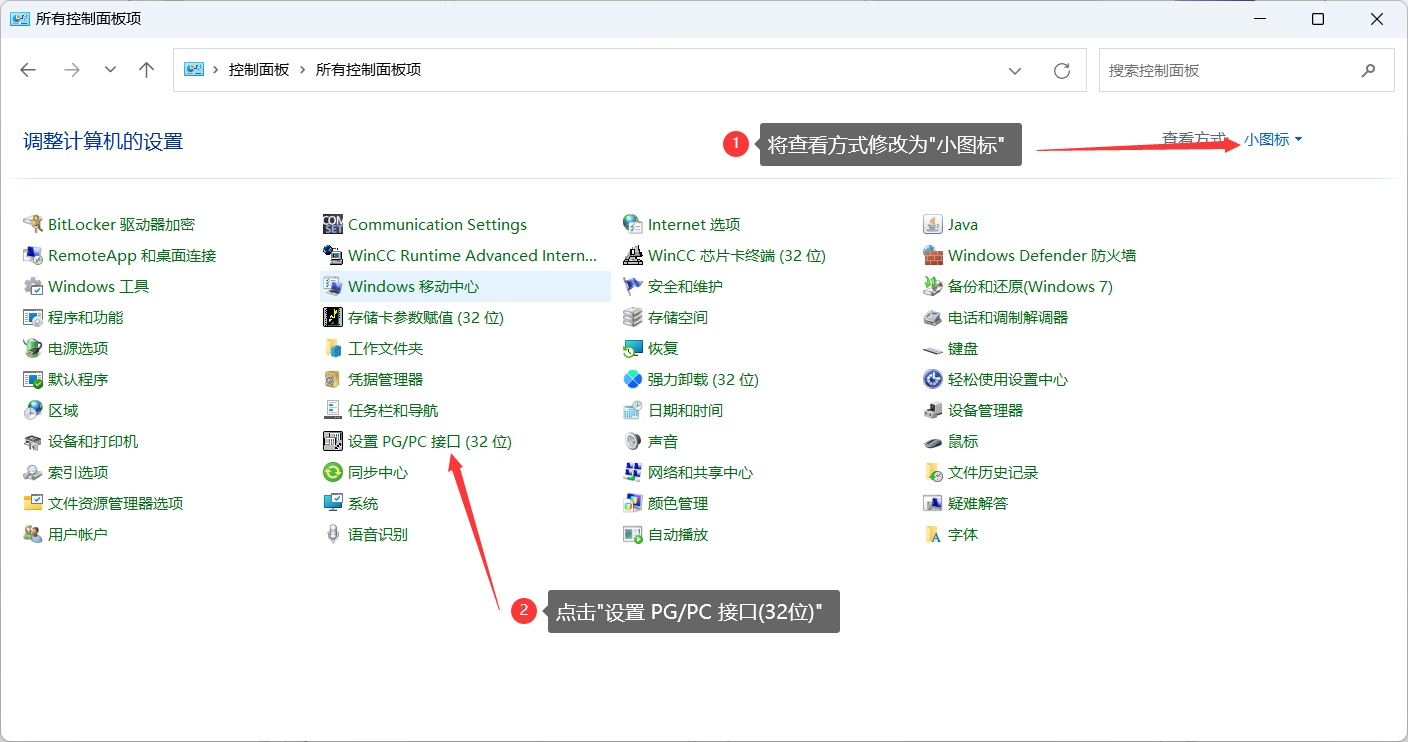 所有控制面板项
控制面板 › 所有控制面板项
搜索控制面板
调整计算机的设置
1 将查看方式修改为"小图标"
查看方式: 小图标
BitLocker 驱动器加密
Communication Settings
Internet 选项
Java
RemoteApp 和桌面连接
WinCC Runtime Advanced Intern...
WinCC 芯片卡终端 (32 位)
Windows Defender 防火墙
Windows 工具
Windows 移动中心
安全和维护
备份和还原(Windows 7)
程序和功能
存储卡参数赋值 (32 位)
存储空间
电话和调制解调器
电源选项
工作文件夹
恢复
键盘
默认程序
凭据管理器
强力卸载 (32 位)
轻松使用设置中心
区域
任务栏和导航
日期和时间
设备管理器
设备和打印机
设置 PG/PC 接口 (32 位)
声音
鼠标
索引选项
同步中心
网络和共享中心
文件历史记录
文件资源管理器选项
系统
颜色管理
疑难解答
用户帐户
语音识别
自动播放
字体
2 点击"设置 PG/PC 接口(32位)"